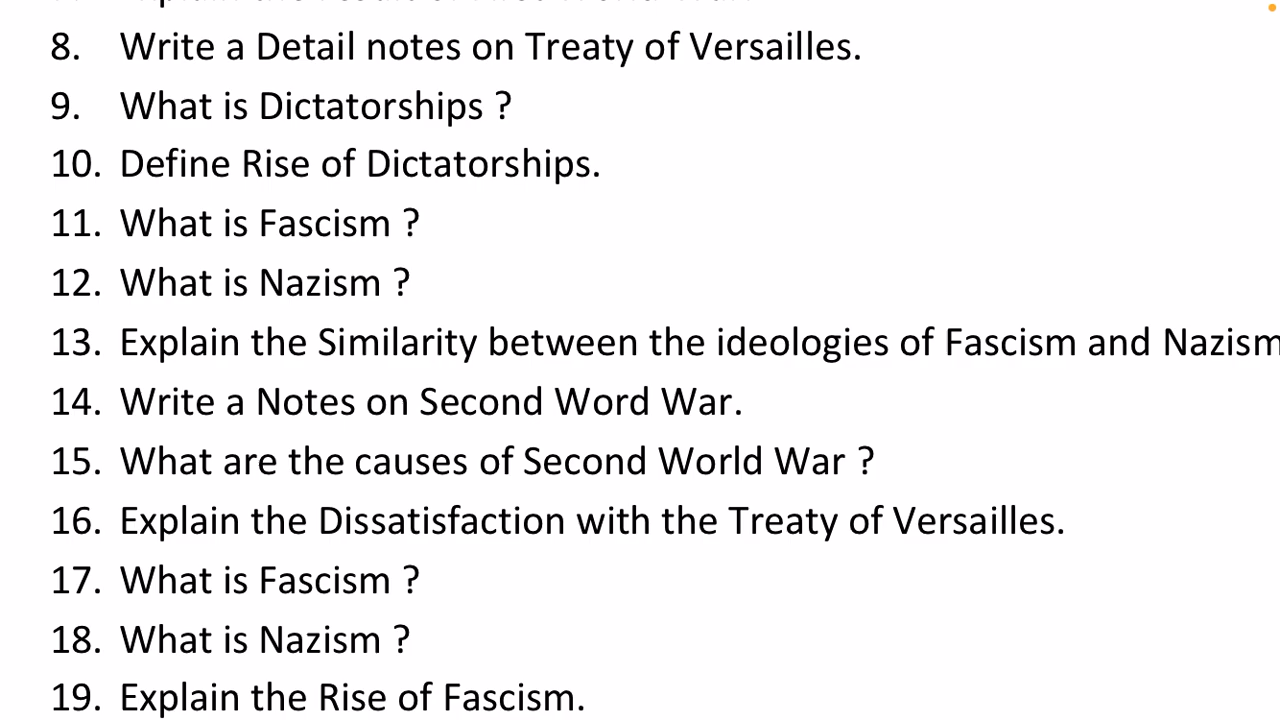 8. Write a Detail notes on Treaty of Versailles.
9. What is Dictatorships ?
10. Define Rise of Dictatorships.
11. What is Fascism ?
12. What is Nazism ?
13. Explain the Similarity between the ideologies of Fascism and Nazism
14. Write a Notes on Second Word War.
15. What are the causes of Second World War ?
16. Explain the Dissatisfaction with the Treaty of Versailles.
17. What is Fascism ?
18. What is Nazism ?
19. Explain the Rise of Fascism.